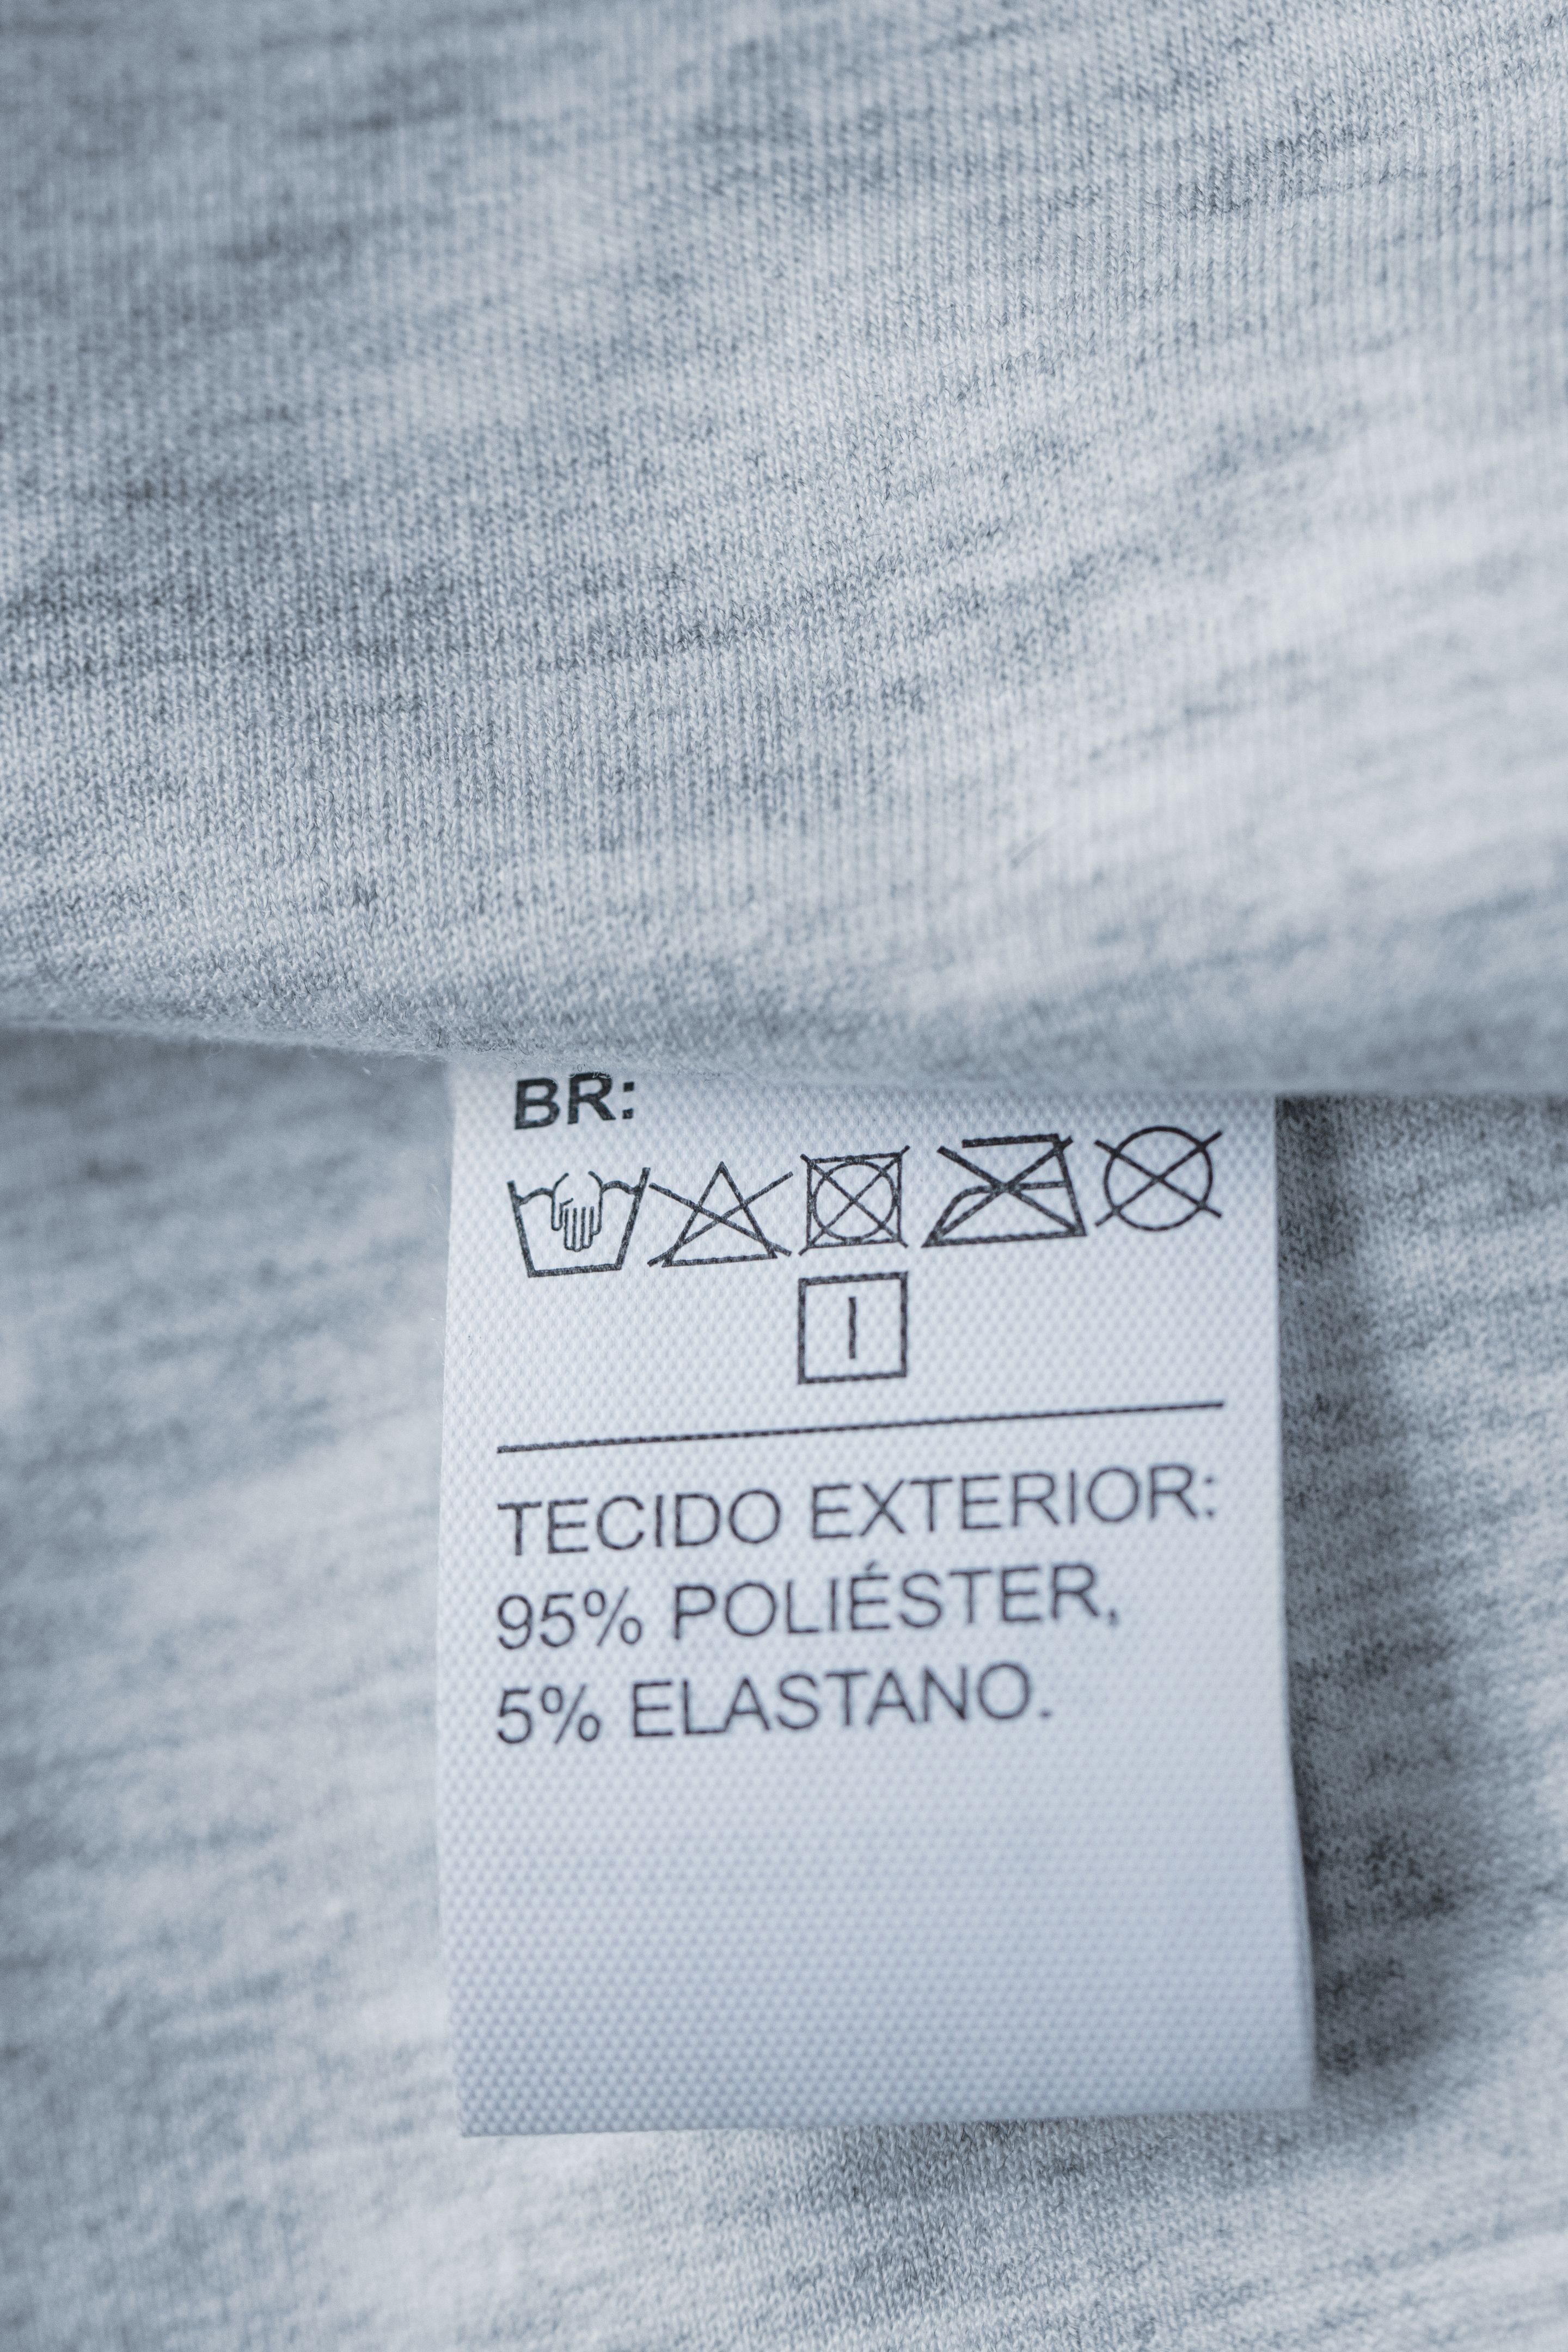 BR:
TECIDO EXTERIOR:
95% POLIÉSTER,
5% ELASTANO.